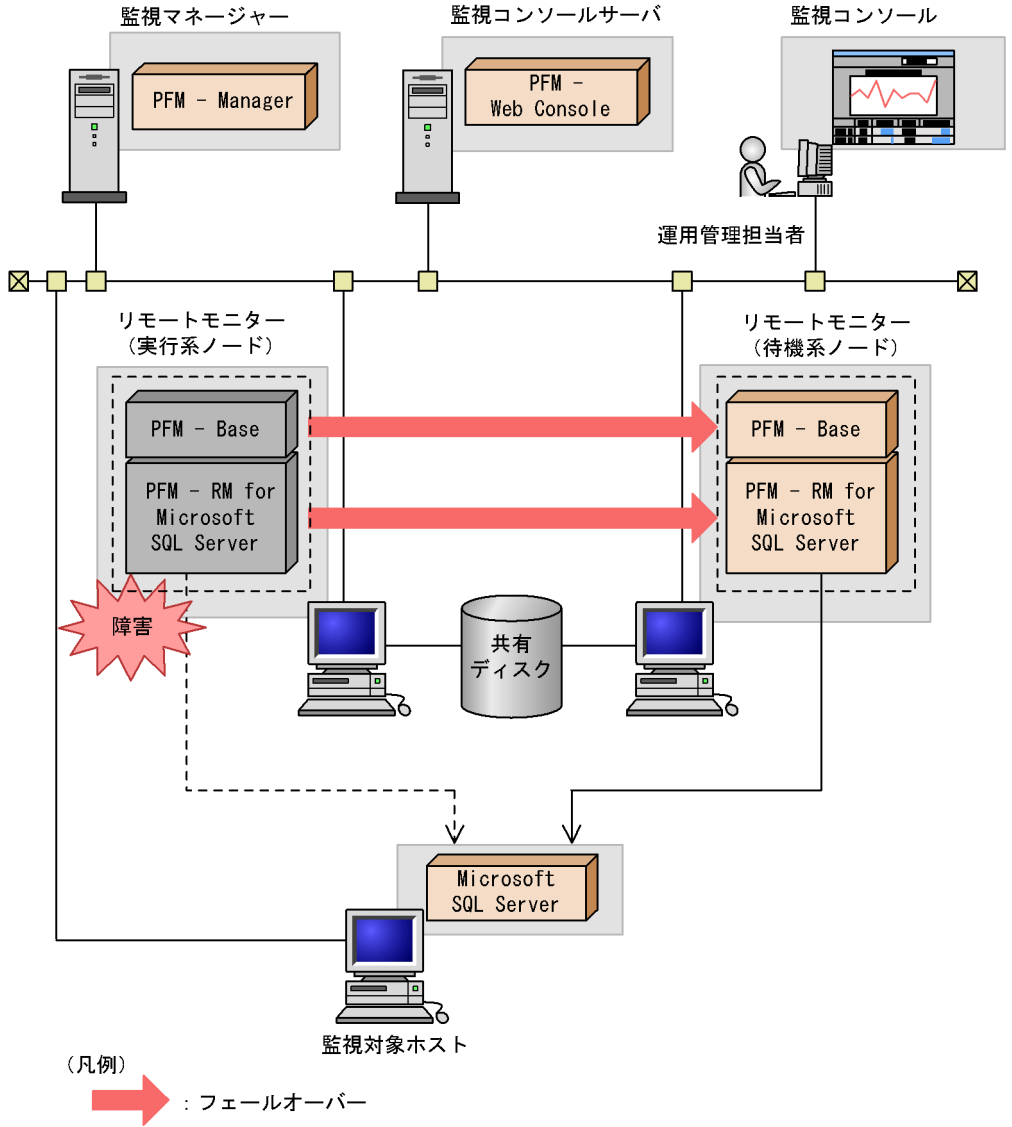 監視マネージャー
監視コンソールサーバ
監視コンソール
PFM - Manager
PFM -
Web Console
運用管理担当者
リモートモニター
(実行系ノード)
リモートモニター
(待機系ノード)
PFM - Base
PFM - Base
PFM - RM for
Microsoft
SQL Server
PFM - RM for
Microsoft
SQL Server
障害
共有
ディスク
Microsoft
SQL Server
監視対象ホスト
(凡例)
: フェールオーバー